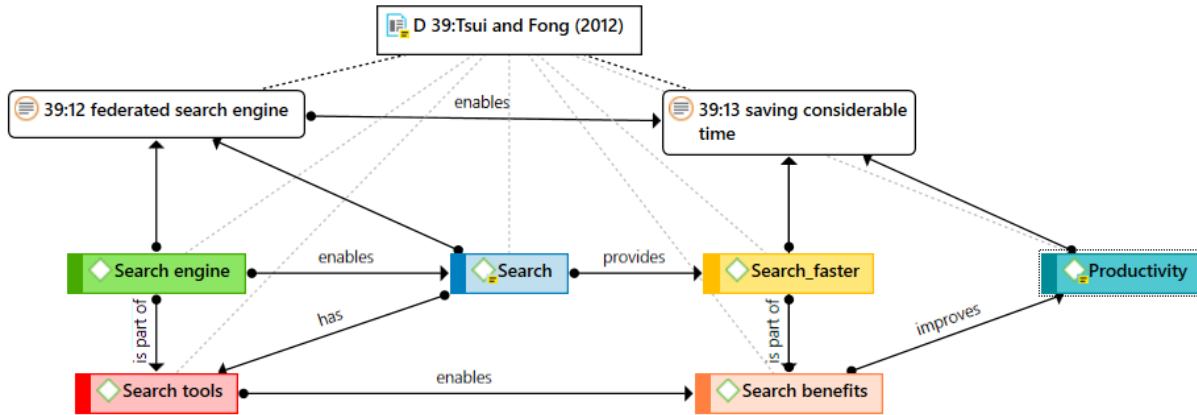 D 39:Tsui and Fong (2012)
39:12 federated search engine
enables
39:13 saving considerable
time
Search engine
enables
Search
provides
Search_faster
Productivity
is part of
has
is part of
improves
Search tools
enables
Search benefits